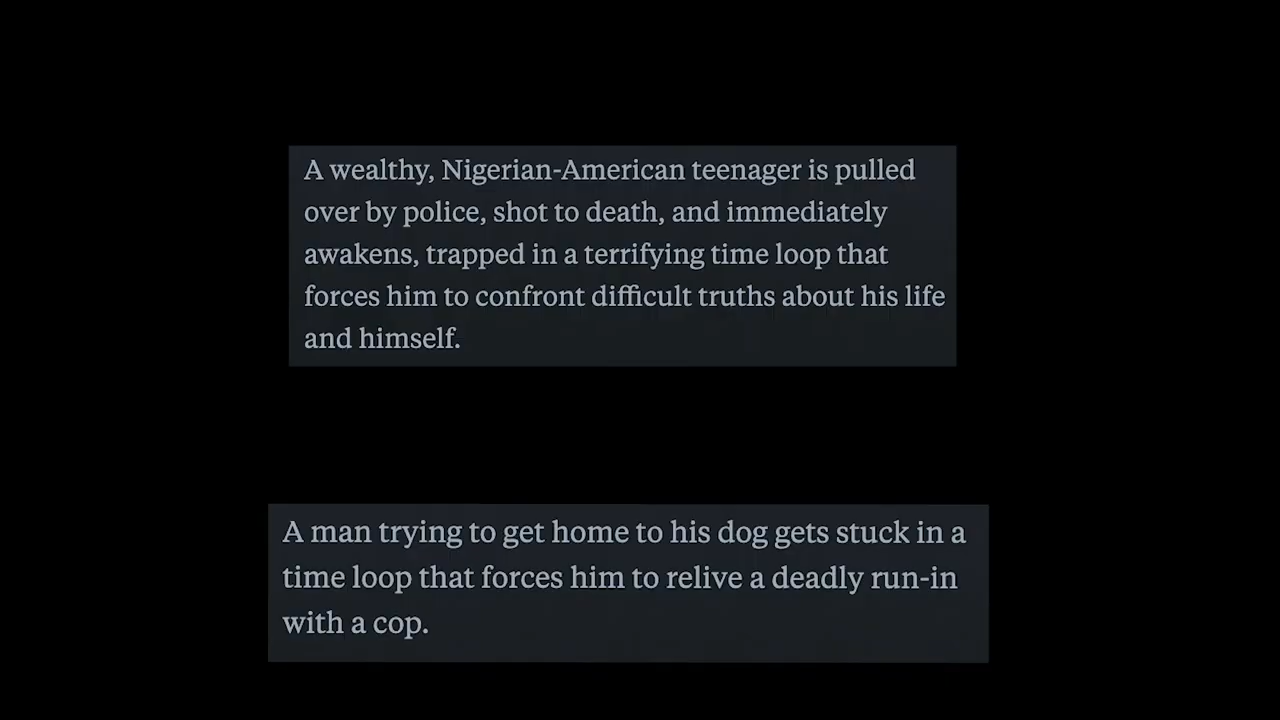 A wealthy, Nigerian-American teenager is pulled
over by police, shot to death, and immediately
awakens, trapped in a terrifying time loop that
forces him to confront difficult truths about his life
and himself.
A man trying to get home to his dog gets stuck in a
time loop that forces him to relive a deadly run-in
with a cop.